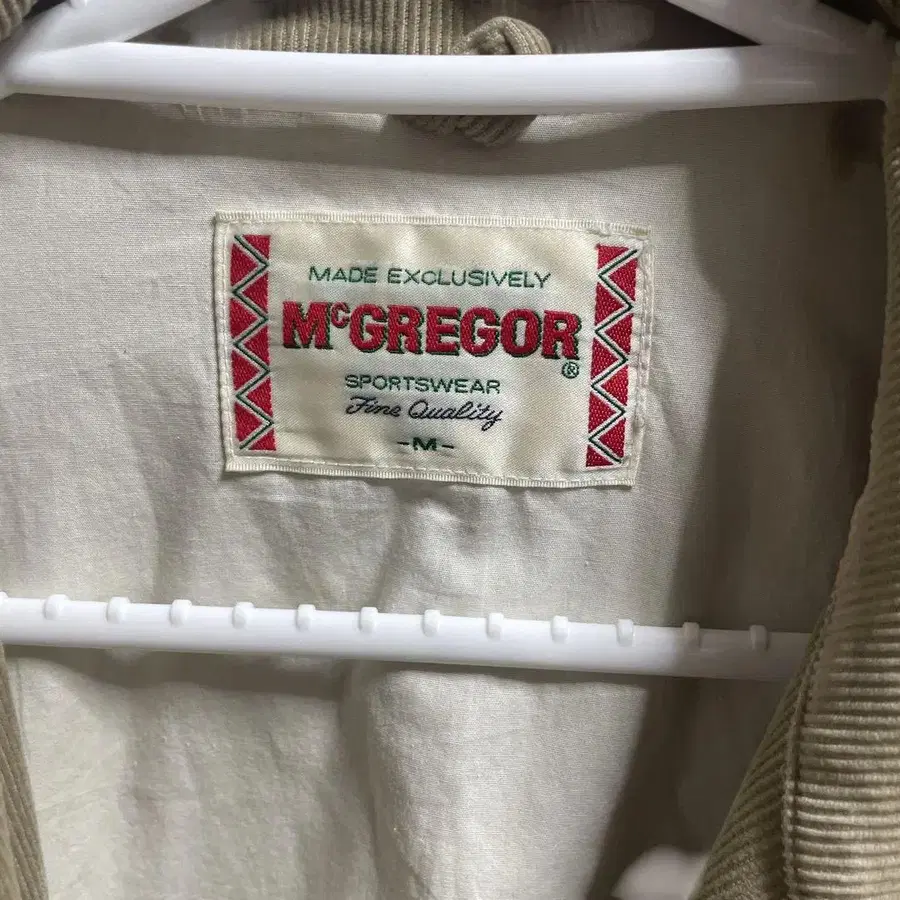 MADE EXCLUSIVELY
McGREGOR®
SPORTSWEAR
Fine Quality
-M-